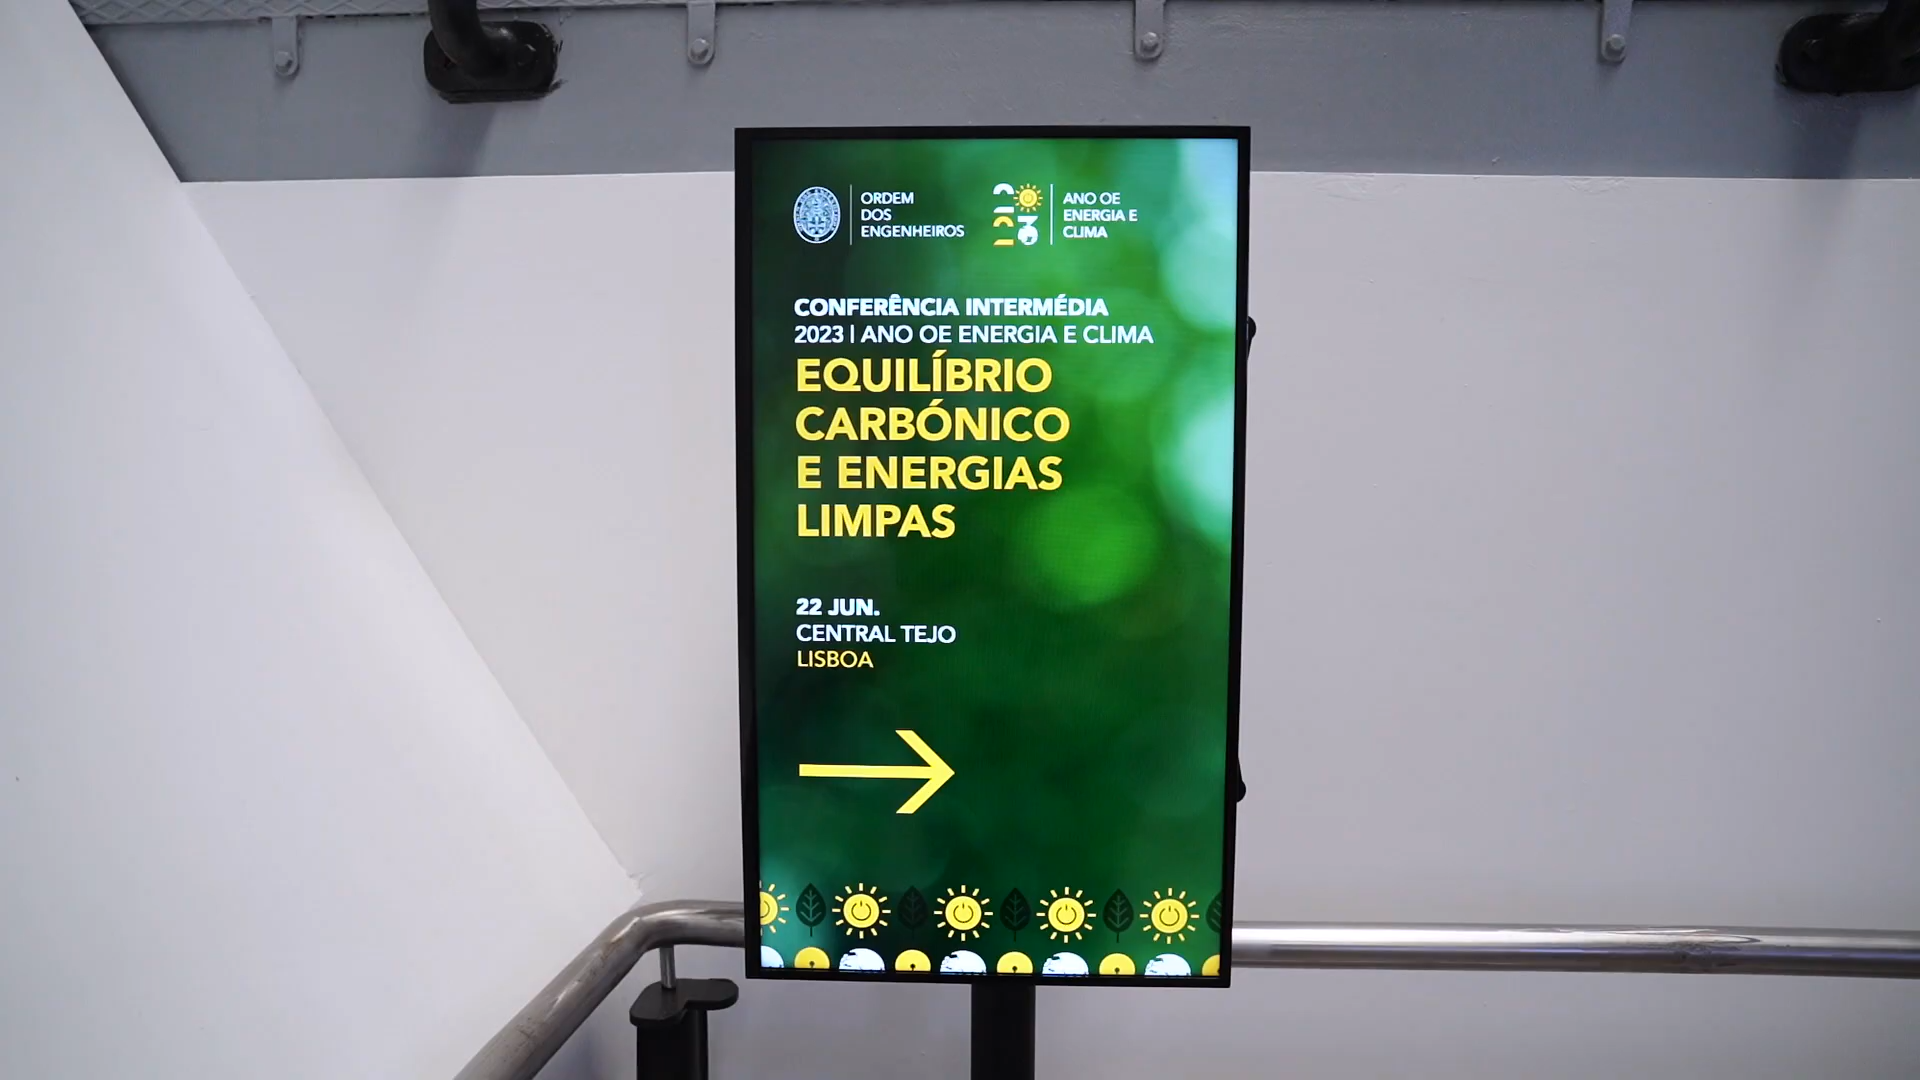 ORDEM
DOS
ENGENHEIROS
2023
ANO OE
ENERGIA E
CLIMA
CONFERÊNCIA INTERMÉDIA
2023 | ANO OE ENERGIA E CLIMA
EQUILÍBRIO
CARBÓNICO
E ENERGIAS
LIMPAS
22 JUN.
CENTRAL TEJO
LISBOA